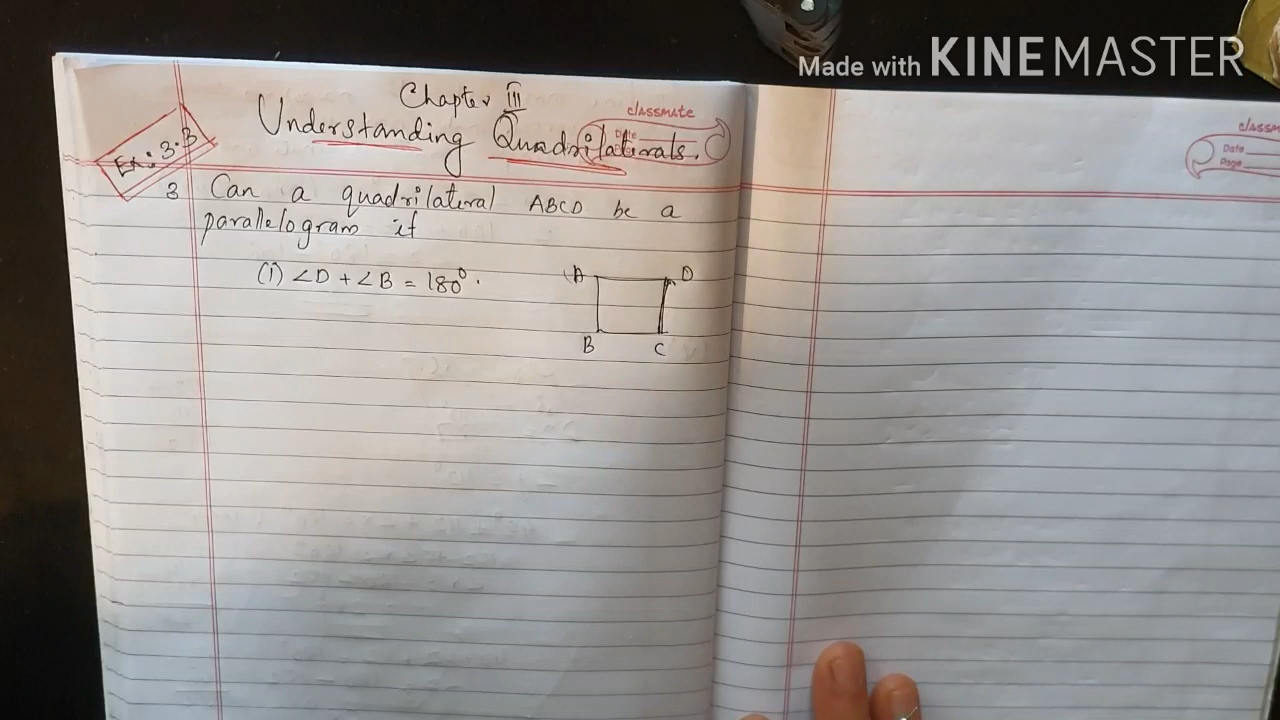 Made with KINEMASTER
Chapter III
Understanding Quadrilaterals.
classmate
Date
Ex: 3.3
3 Can a quadrilateral ABCD be a
parallelogram if
(i) ∠D + ∠B = 180°.
A D
B C
classm
Date
Page